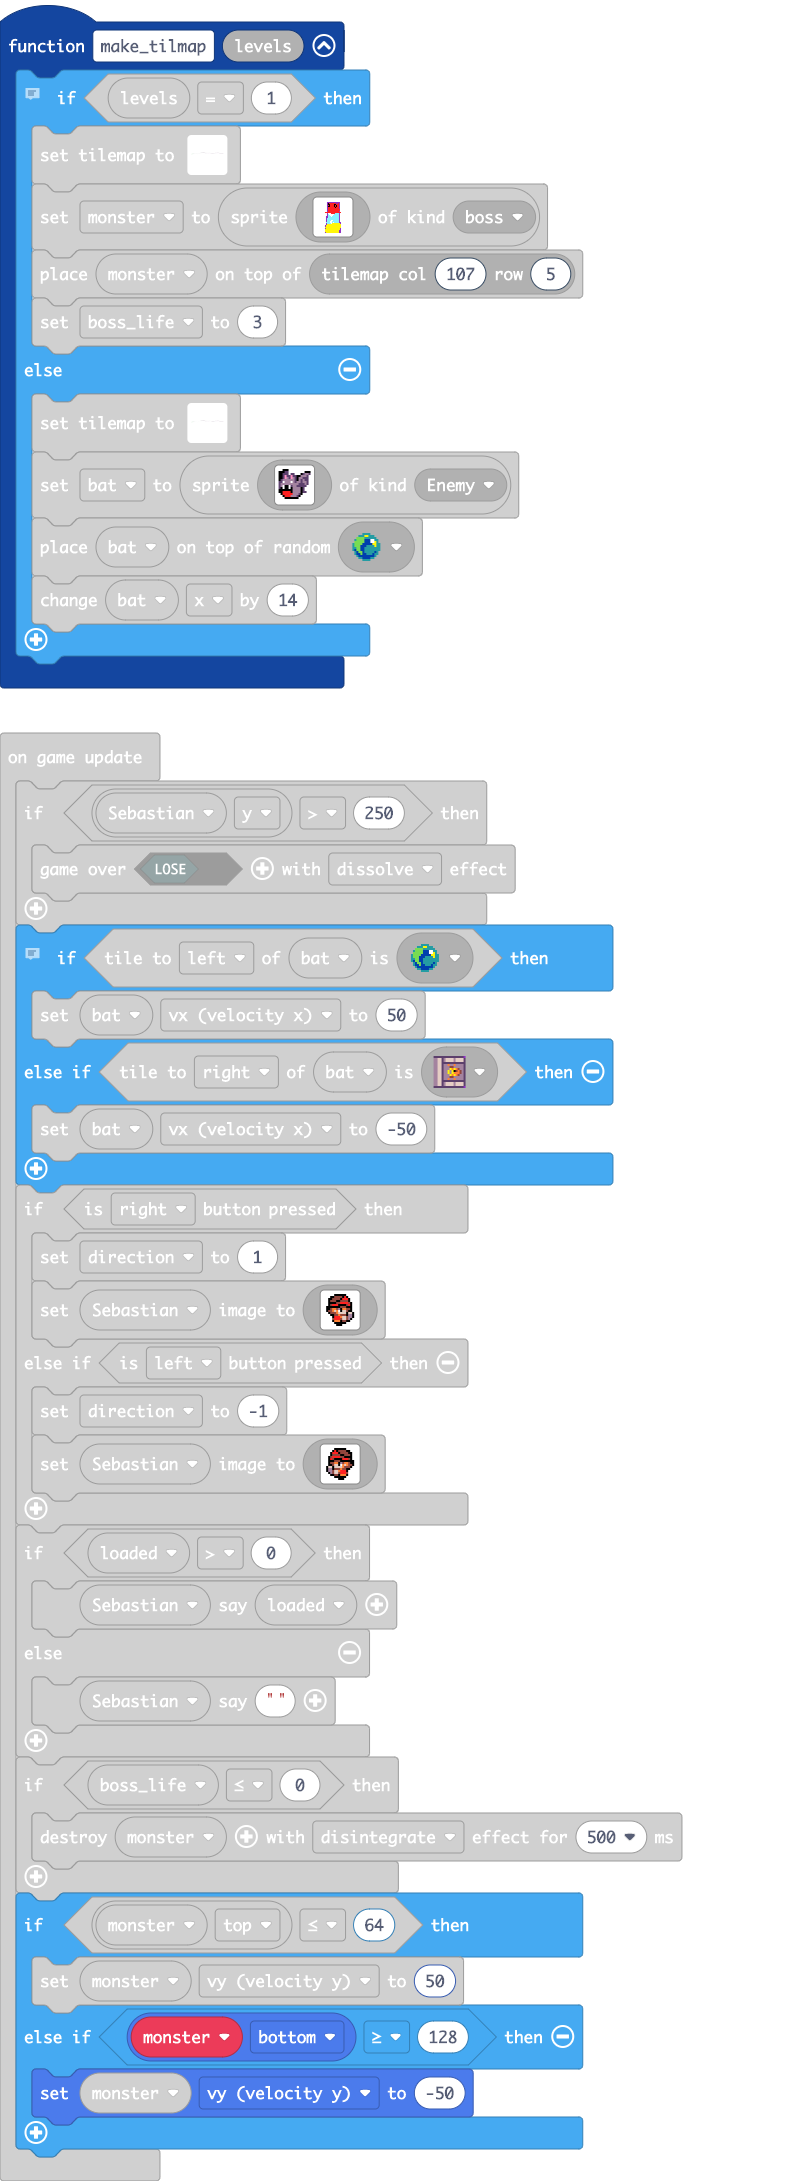 function make_tilmap levels
if levels = 1 then
set tilemap to
set monster to sprite of kind boss
place monster on top of tilemap col 107 row 5
set boss_life to 3
else
set tilemap to
set bat to sprite of kind Enemy
place bat on top of random
change bat x by 14
on game update
if Sebastian y > 250 then
game over LOSE with dissolve effect
if tile to left of bat is then
set bat vx (velocity x) to 50
else if tile to right of bat is then
set bat vx (velocity x) to -50
if is right button pressed then
set direction to 1
set Sebastian image to
else if is left button pressed then
set direction to -1
set Sebastian image to
if loaded > 0 then
Sebastian say loaded
else
Sebastian say " "
if boss_life ≤ 0 then
destroy monster with disintegrate effect for 500 ms
if monster top ≤ 64 then
set monster vy (velocity y) to 50
else if monster bottom ≥ 128 then
set monster vy (velocity y) to -50